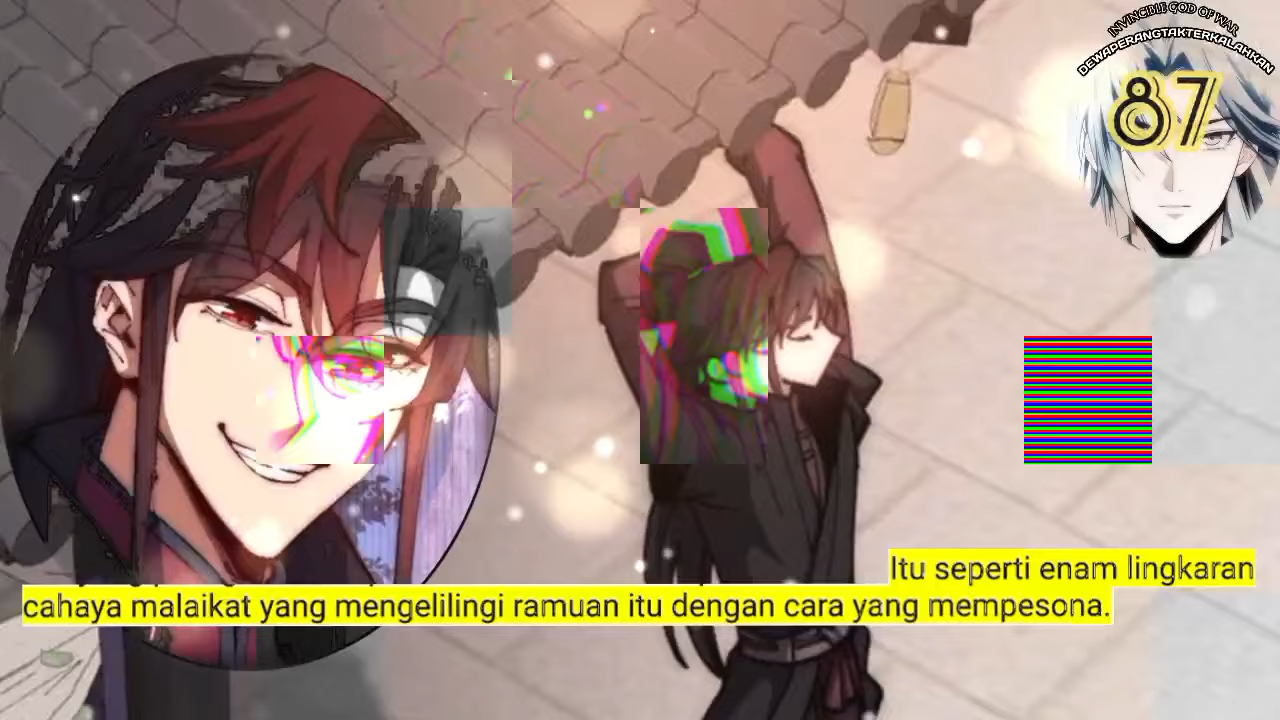 INVINCIBLE GOD OF WAR
DEWAPERANGTAKTERKALAHKAN
87
Itu seperti enam lingkaran
cahaya malaikat yang mengelilingi ramuan itu dengan cara yang mempesona.